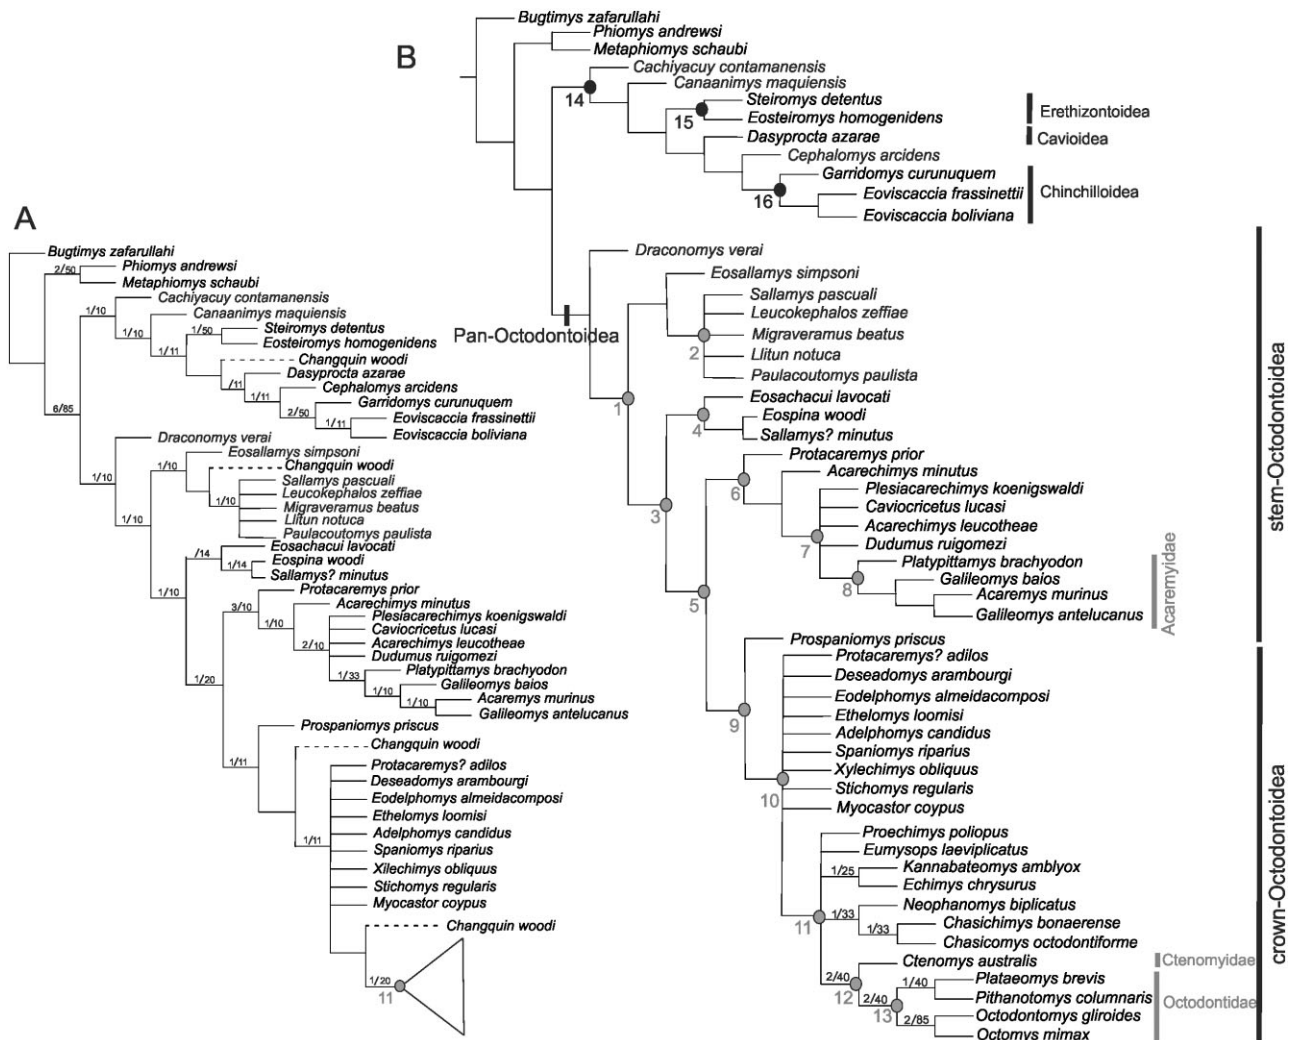 B
Bugtimys zafarullahi
Phiomys andrewsi
Metaphiomys schaubi
Cachiyacuy contamanensis
14
Canaanimys maquiensis
Steiromys detentus
15
Eosteiromys homogenidens
Erethizontoidea
Dasyprocta azarae
Cavioidea
Cephalomys arcidens
Garridomys curunuquem
16
Eoviscaccia frassinettii
Eoviscaccia boliviana
Chinchilloidea
Pan-Octodontoidea
Draconomys verai
1
Eosallamys simpsoni
Sallamys pascuali
Leucokephalos zeffiae
Migraveramus beatus
2
Llitun notuca
Paulacoutomys paulista
3
Eosachacui lavocati
4
Eospina woodi
Sallamys? minutus
5
Protacaremys prior
6
Acarechimys minutus
Plesiacarechimys koenigswaldi
Caviocricetus lucasi
Acarechimys leucotheae
7
Dudumus ruigomezi
Platypittamys brachyodon
8
Galileomys baios
Acaremys murinus
Galileomys antelucanus
Acaremyidae
stem-Octodontoidea
Prospaniomys priscus
9
Protacaremys? adilos
Deseadomys arambourgi
Eodelphomys almeidacomposi
Ethelomys loomisi
Adelphomys candidus
Spaniomys riparius
Xylechimys obliquus
10
Stichomys regularis
Myocastor coypus
Proechimys poliopus
Eumysops laeviplicatus
1/25
Kannabateomys amblyox
Echimys chrysurus
11
1/33
Neophanomys biplicatus
1/33
Chasichimys bonaerense
Chasicomys octodontiforme
2/40
12
Ctenomys australis
Ctenomyidae
2/40
13
1/40
Plataeomys brevis
Pithanotomys columnaris
2/85
Octodontomys gliroides
Octomys mimax
Octodontidae
crown-Octodontoidea
A
Bugtimys zafarullahi
2/50
Phiomys andrewsi
Metaphiomys schaubi
6/85
1/10
Cachiyacuy contamanensis
1/10
Canaanimys maquiensis
1/11
1/50
Steiromys detentus
Eosteiromys homogenidens
Changquin woodi
/11
Dasyprocta azarae
1/11
Cephalomys arcidens
2/50
Garridomys curunuquem
1/11
Eoviscaccia frassinettii
Eoviscaccia boliviana
1/10
Draconomys verai
1/10
1/10
Eosallamys simpsoni
Changquin woodi
1/10
Sallamys pascuali
Leucokephalos zeffiae
Migraveramus beatus
Llitun notuca
Paulacoutomys paulista
1/10
/14
Eosachacui lavocati
1/14
Eospina woodi
Sallamys? minutus
1/20
3/10
Protacaremys prior
1/10
Acarechimys minutus
2/10
Plesiacarechimys koenigswaldi
Caviocricetus lucasi
Acarechimys leucotheae
Dudumus ruigomezi
1/33
Platypittamys brachyodon
1/10
Galileomys baios
1/10
Acaremys murinus
Galileomys antelucanus
1/11
Prospaniomys priscus
Changquin woodi
1/11
Protacaremys? adilos
Deseadomys arambourgi
Eodelphomys almeidacomposi
Ethelomys loomisi
Adelphomys candidus
Spaniomys riparius
Xilechimys obliquus
Stichomys regularis
Myocastor coypus
Changquin woodi
1/20
11